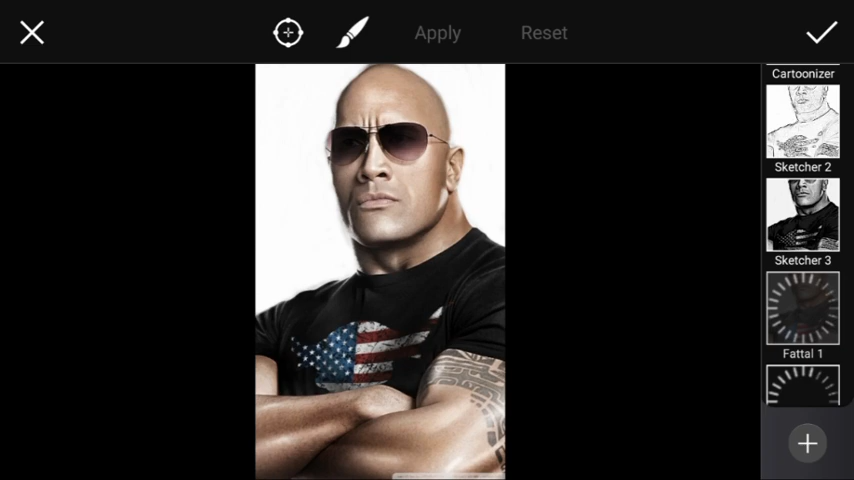 Apply
Reset
Cartoonizer
Sketcher 2
Sketcher 3
Fattal 1